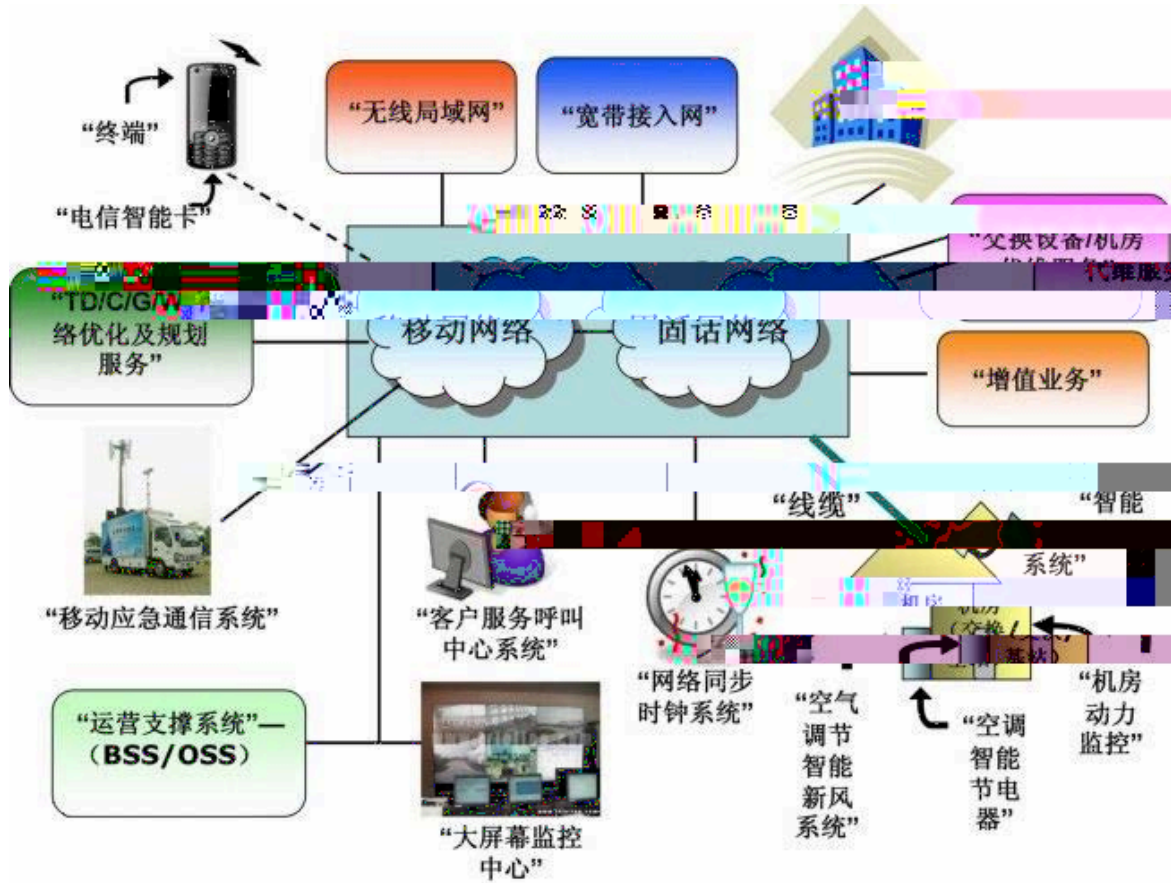 “终端”
“电信智能卡”
“无线局域网”
“宽带接入网”
“交换设备/机房
代维服务
“TD/C/G/W
络优化及规划
服务”
移动网络
固话网络
“增值业务”
“线缆”
“智能
系统”
机房
“移动应急通信系统”
“客户服务呼叫
中心系统”
“网络同步
时钟系统”
“空气
调节
智能
新风
系统”
“空调
智能
节电
器”
“机房
动力
监控”
“运营支撑系统”—
（BSS/OSS）
“大屏幕监控
中心”